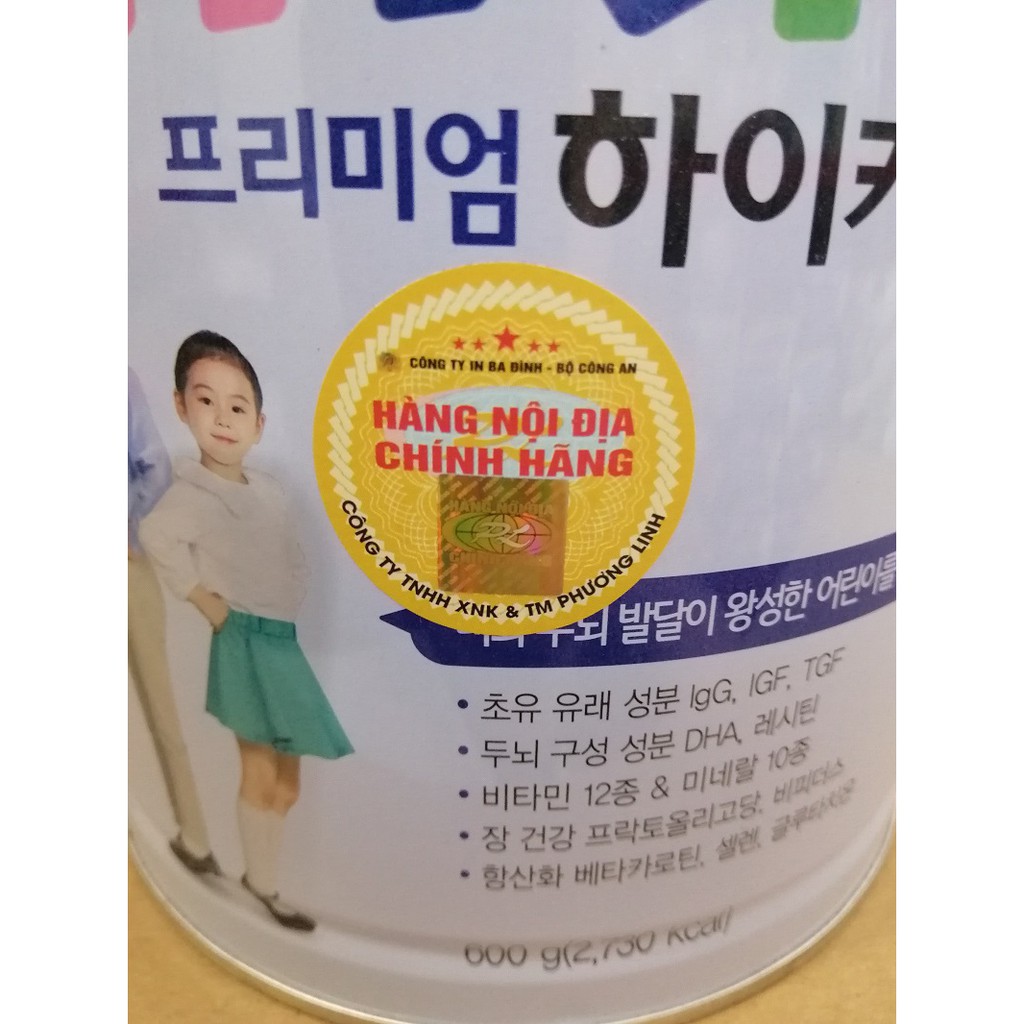 프리미엄 하이키
CÔNG TY IN BA ĐÌNH - BỘ CÔNG AN
HÀNG NỘI ĐỊA
CHÍNH HÃNG
HÀNG NỘI ĐỊA
CÔNG TY TNHH XNK & TM PHƯƠNG LINH
두뇌 발달이 왕성한 어린이를
• 초유 유래 성분 IgG, IGF, TGF
• 두뇌 구성 성분 DHA, 레시틴
• 비타민 12종 & 미네랄 10종
• 장 건강 프락토올리고당, 비피더스
• 항산화 베타카로틴, 셀렌, 글루타치온
600 g(2,730 kcal)